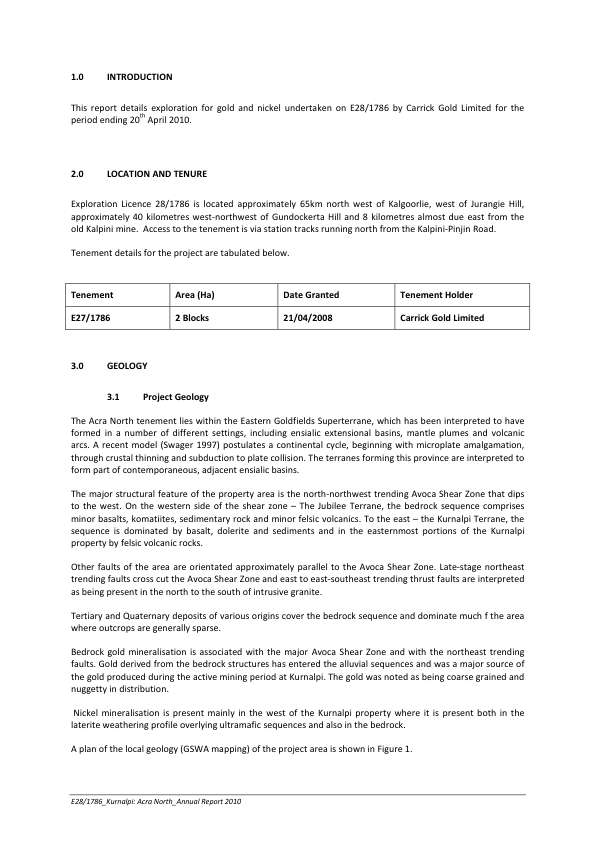 1.0 INTRODUCTION
This report details exploration for gold and nickel undertaken on E28/1786 by Carrick Gold Limited for the
period ending 20th April 2010.
2.0 LOCATION AND TENURE
Exploration Licence 28/1786 is located approximately 65km north west of Kalgoorlie, west of Jurangie Hill,
approximately 40 kilometres west-northwest of Gundockerta Hill and 8 kilometres almost due east from the
old Kalpini mine. Access to the tenement is via station tracks running north from the Kalpini-Pinjin Road.
Tenement details for the project are tabulated below.
Tenement Area (Ha) Date Granted Tenement Holder
E27/1786 2 Blocks 21/04/2008 Carrick Gold Limited
3.0 GEOLOGY
3.1 Project Geology
The Acra North tenement lies within the Eastern Goldfields Superterrane, which has been interpreted to have
formed in a number of different settings, including ensialic extensional basins, mantle plumes and volcanic
arcs. A recent model (Swager 1997) postulates a continental cycle, beginning with microplate amalgamation,
through crustal thinning and subduction to plate collision. The terranes forming this province are interpreted to
form part of contemporaneous, adjacent ensialic basins.
The major structural feature of the property area is the north-northwest trending Avoca Shear Zone that dips
to the west. On the western side of the shear zone – The Jubilee Terrane, the bedrock sequence comprises
minor basalts, komatiites, sedimentary rock and minor felsic volcanics. To the east – the Kurnalpi Terrane, the
sequence is dominated by basalt, dolerite and sediments and in the easternmost portions of the Kurnalpi
property by felsic volcanic rocks.
Other faults of the area are orientated approximately parallel to the Avoca Shear Zone. Late-stage northeast
trending faults cross cut the Avoca Shear Zone and east to east-southeast trending thrust faults are interpreted
as being present in the north to the south of intrusive granite.
Tertiary and Quaternary deposits of various origins cover the bedrock sequence and dominate much f the area
where outcrops are generally sparse.
Bedrock gold mineralisation is associated with the major Avoca Shear Zone and with the northeast trending
faults. Gold derived from the bedrock structures has entered the alluvial sequences and was a major source of
the gold produced during the active mining period at Kurnalpi. The gold was noted as being coarse grained and
nuggetty in distribution.
Nickel mineralisation is present mainly in the west of the Kurnalpi property where it is present both in the
laterite weathering profile overlying ultramafic sequences and also in the bedrock.
A plan of the local geology (GSWA mapping) of the project area is shown in Figure 1.
E28/1786_Kurnalpi: Acra North_Annual Report 2010